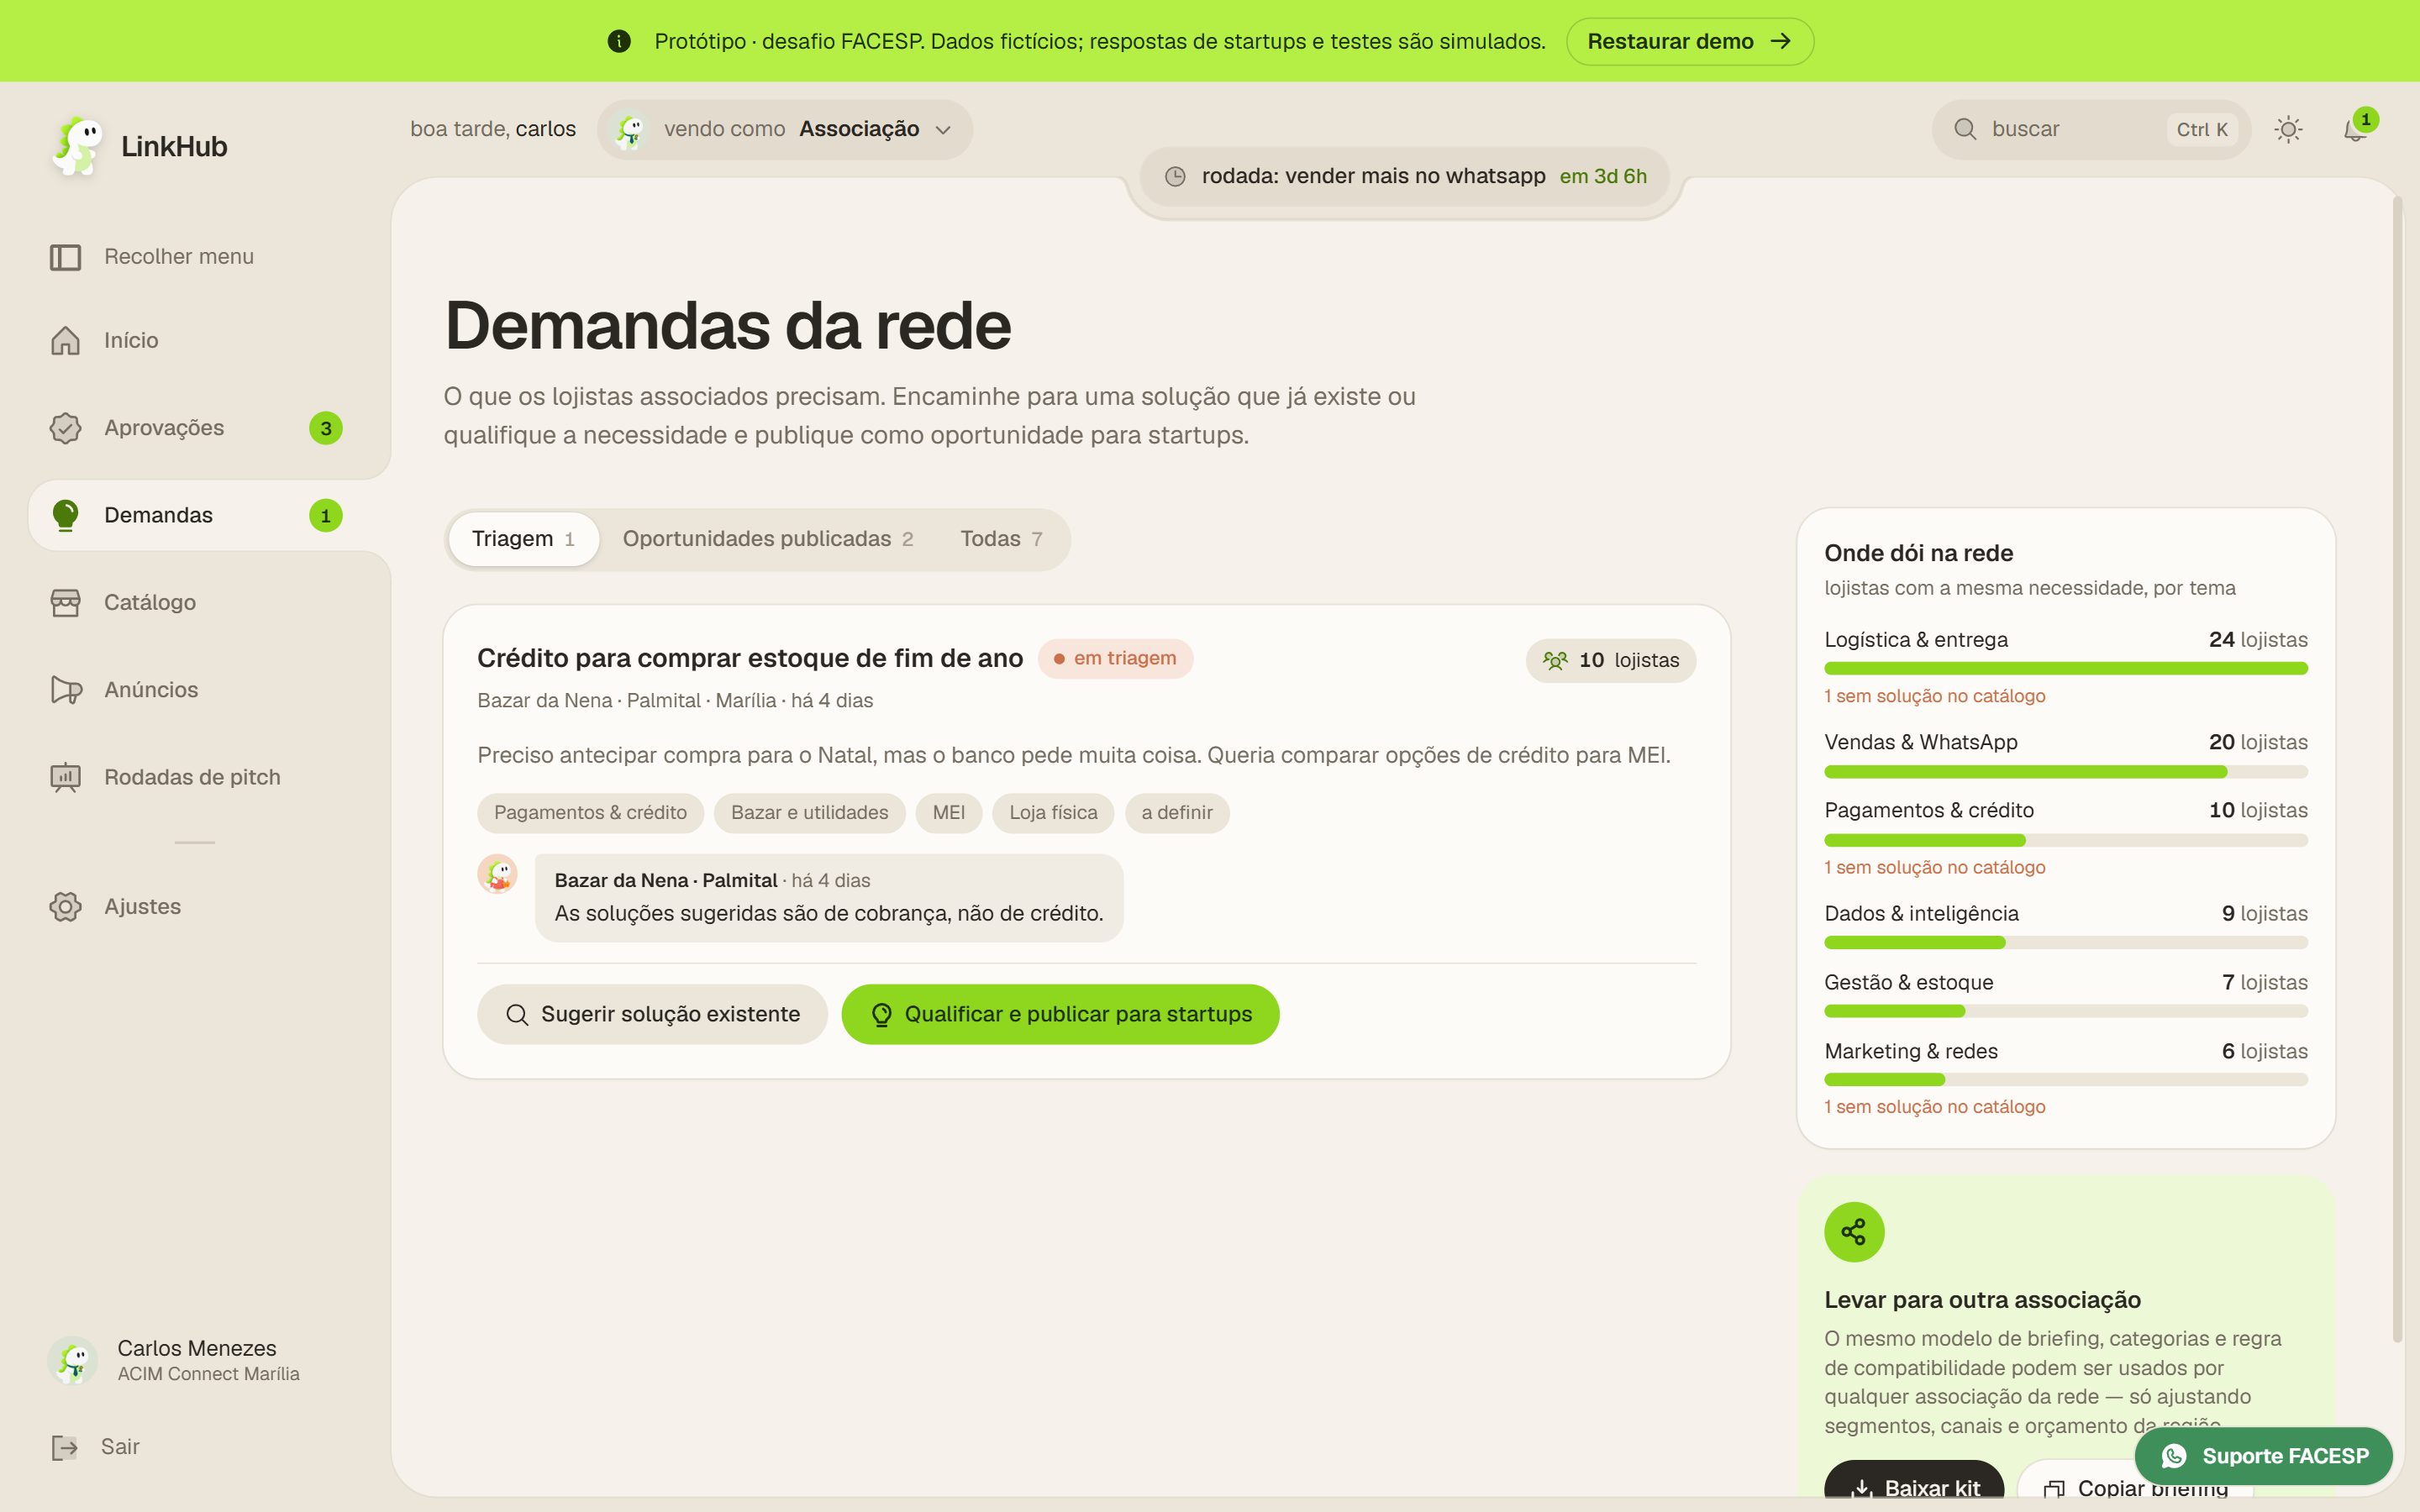 Protótipo · desafio FACESP. Dados fictícios; respostas de startups e testes são simulados.
Restaurar demo
LinkHub
boa tarde, carlos
vendo como Associação
rodada: vender mais no whatsapp em 3d 6h
buscar
Ctrl K
1
Recolher menu
Início
Aprovações 3
Demandas 1
Catálogo
Anúncios
Rodadas de pitch
Ajustes
Carlos Menezes
ACIM Connect Marília
Sair
Demandas da rede
O que os lojistas associados precisam. Encaminhe para uma solução que já existe ou
qualifique a necessidade e publique como oportunidade para startups.
Triagem 1
Oportunidades publicadas 2
Todas 7
Crédito para comprar estoque de fim de ano
em triagem
10 lojistas
Bazar da Nena · Palmital · Marília · há 4 dias
Preciso antecipar compra para o Natal, mas o banco pede muita coisa. Queria comparar opções de crédito para MEI.
Pagamentos & crédito
Bazar e utilidades
MEI
Loja física
a definir
Bazar da Nena · Palmital · há 4 dias
As soluções sugeridas são de cobrança, não de crédito.
Sugerir solução existente
Qualificar e publicar para startups
Onde dói na rede
lojistas com a mesma necessidade, por tema
Logística & entrega 24 lojistas
1 sem solução no catálogo
Vendas & WhatsApp 20 lojistas
Pagamentos & crédito 10 lojistas
1 sem solução no catálogo
Dados & inteligência 9 lojistas
Gestão & estoque 7 lojistas
Marketing & redes 6 lojistas
1 sem solução no catálogo
Levar para outra associação
O mesmo modelo de briefing, categorias e regra
de compatibilidade podem ser usados por
qualquer associação da rede — só ajustando
segmentos, canais e orçamento da região
Baixar kit
Copiar briefing
Suporte FACESP